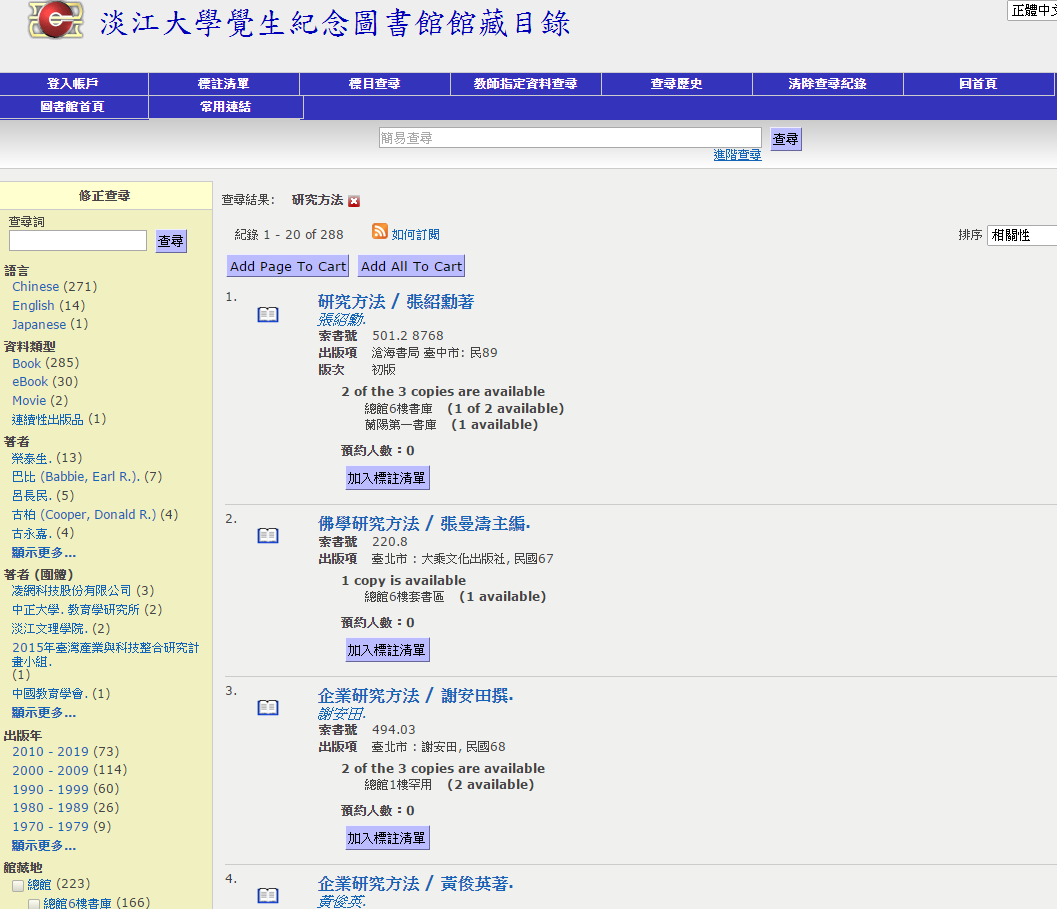 淡江大學覺生紀念圖書館館藏目錄
正體中文
登入帳戶 標註清單 標目查尋 教師指定資料查尋 查尋歷史 清除查尋紀錄 回首頁
圖書館首頁 常用連結
簡易查尋 查尋
進階查尋
修正查尋
查尋詞
查尋
語言
Chinese (271)
English (14)
Japanese (1)
資料類型
Book (285)
eBook (30)
Movie (2)
連續性出版品 (1)
著者
榮泰生. (13)
巴比 (Babbie, Earl R.). (7)
呂長民. (5)
古柏 (Cooper, Donald R.) (4)
古永嘉. (4)
顯示更多...
著者 (團體)
凌網科技股份有限公司 (3)
中正大學. 教育學研究所 (2)
淡江文理學院. (2)
2015年臺灣產業與科技整合研究計
畫小組.
(1)
中國教育學會. (1)
顯示更多...
出版年
2010 - 2019 (73)
2000 - 2009 (114)
1990 - 1999 (60)
1980 - 1989 (26)
1970 - 1979 (9)
顯示更多...
館藏地
總館 (223)
總館6樓書庫 (166)
查尋結果: 研究方法
紀錄 1 - 20 of 288 如何訂閱
排序 相關性
Add Page To Cart Add All To Cart
1. 研究方法 / 張紹勳著
張紹勳.
索書號 501.2 8768
出版項 滄海書局 臺中市: 民89
版次 初版
2 of the 3 copies are available
總館6樓書庫 (1 of 2 available)
蘭陽第一書庫 (1 available)
預約人數：0
加入標註清單
2. 佛學研究方法 / 張曼濤主編.
索書號 220.8
出版項 臺北市 : 大乘文化出版社, 民國67
1 copy is available
總館6樓套書區 (1 available)
預約人數：0
加入標註清單
3. 企業研究方法 / 謝安田撰.
謝安田.
索書號 494.03
出版項 臺北市 : 謝安田, 民國68
2 of the 3 copies are available
總館1樓罕用 (2 available)
預約人數：0
加入標註清單
4. 企業研究方法 / 黃俊英著.
黃俊英.